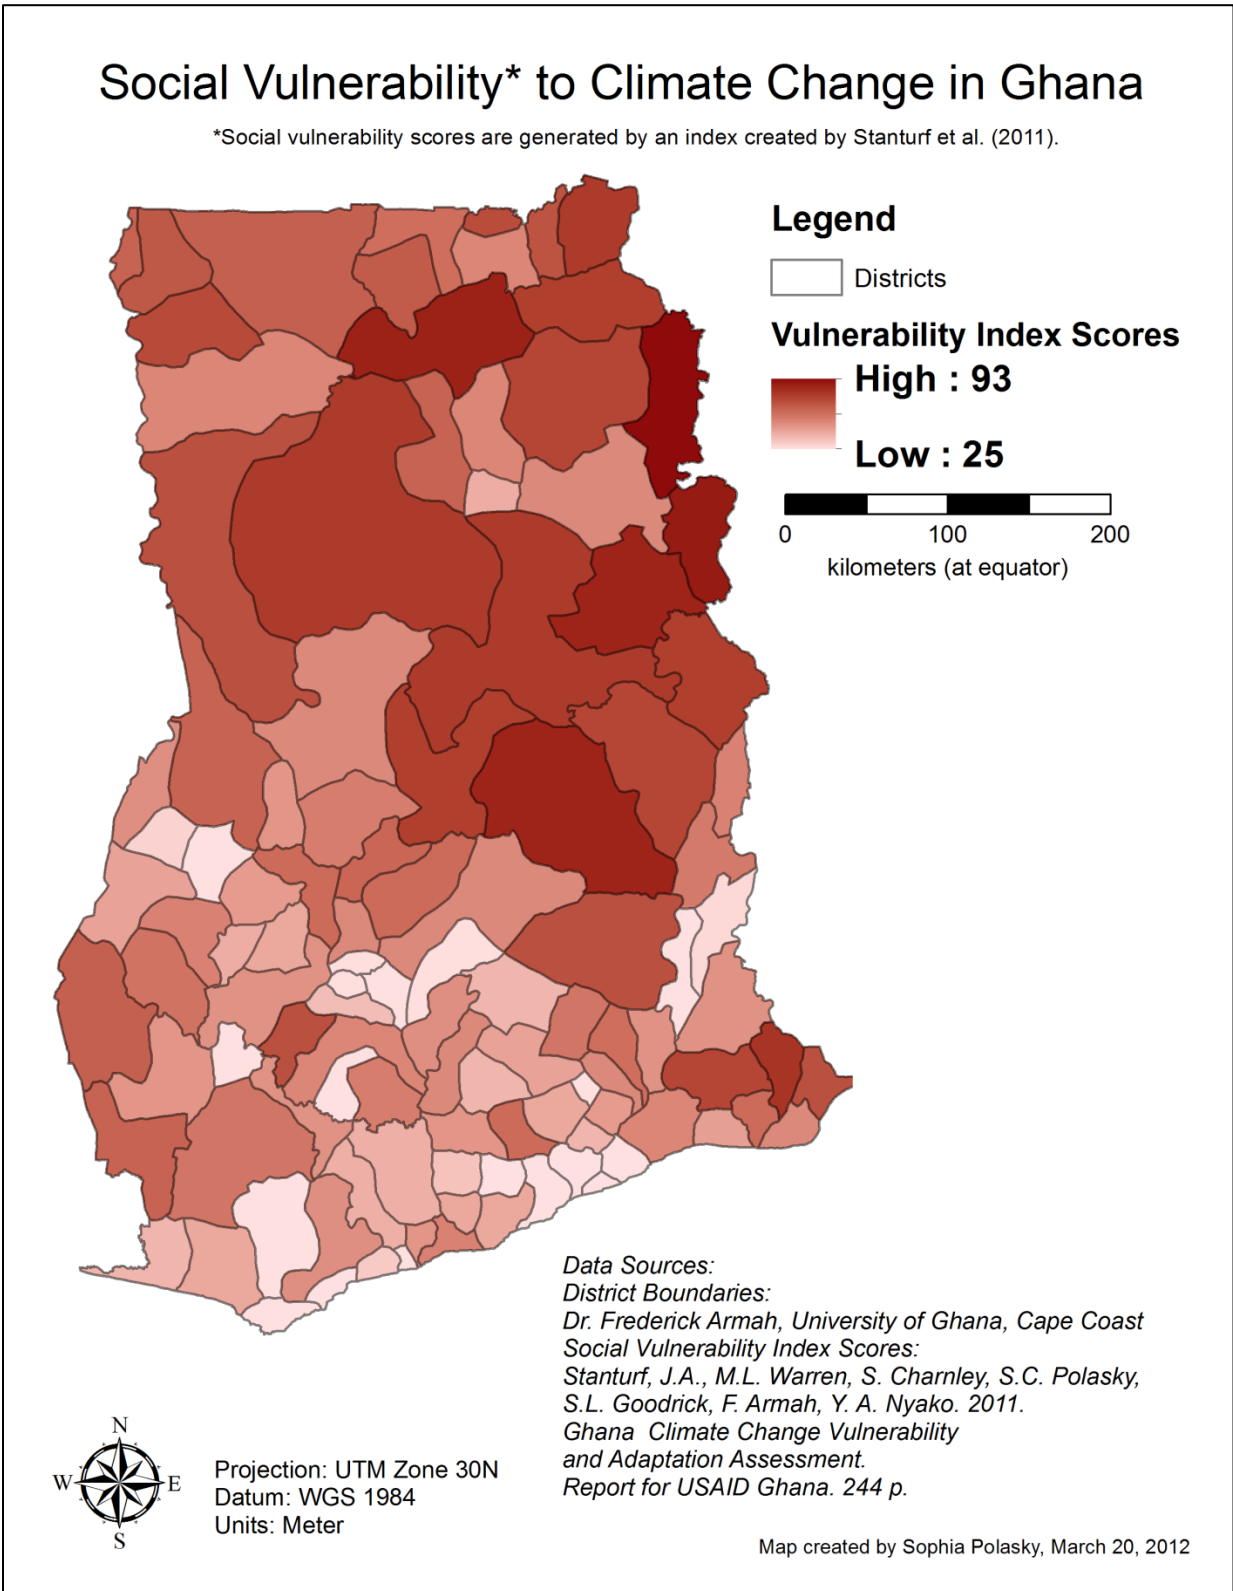 Social Vulnerability* to Climate Change in Ghana
*Social vulnerability scores are generated by an index created by Stanturf et al. (2011).
Legend
Districts
Vulnerability Index Scores
High : 93
Low : 25
0 100 200
kilometers (at equator)
Data Sources:
District Boundaries:
Dr. Frederick Armah, University of Ghana, Cape Coast
Social Vulnerability Index Scores:
Stanturf, J.A., M.L. Warren, S. Charnley, S.C. Polasky,
S.L. Goodrick, F. Armah, Y. A. Nyako. 2011.
Ghana Climate Change Vulnerability
and Adaptation Assessment.
Report for USAID Ghana. 244 p.
N
W E
S
Projection: UTM Zone 30N
Datum: WGS 1984
Units: Meter
Map created by Sophia Polasky, March 20, 2012